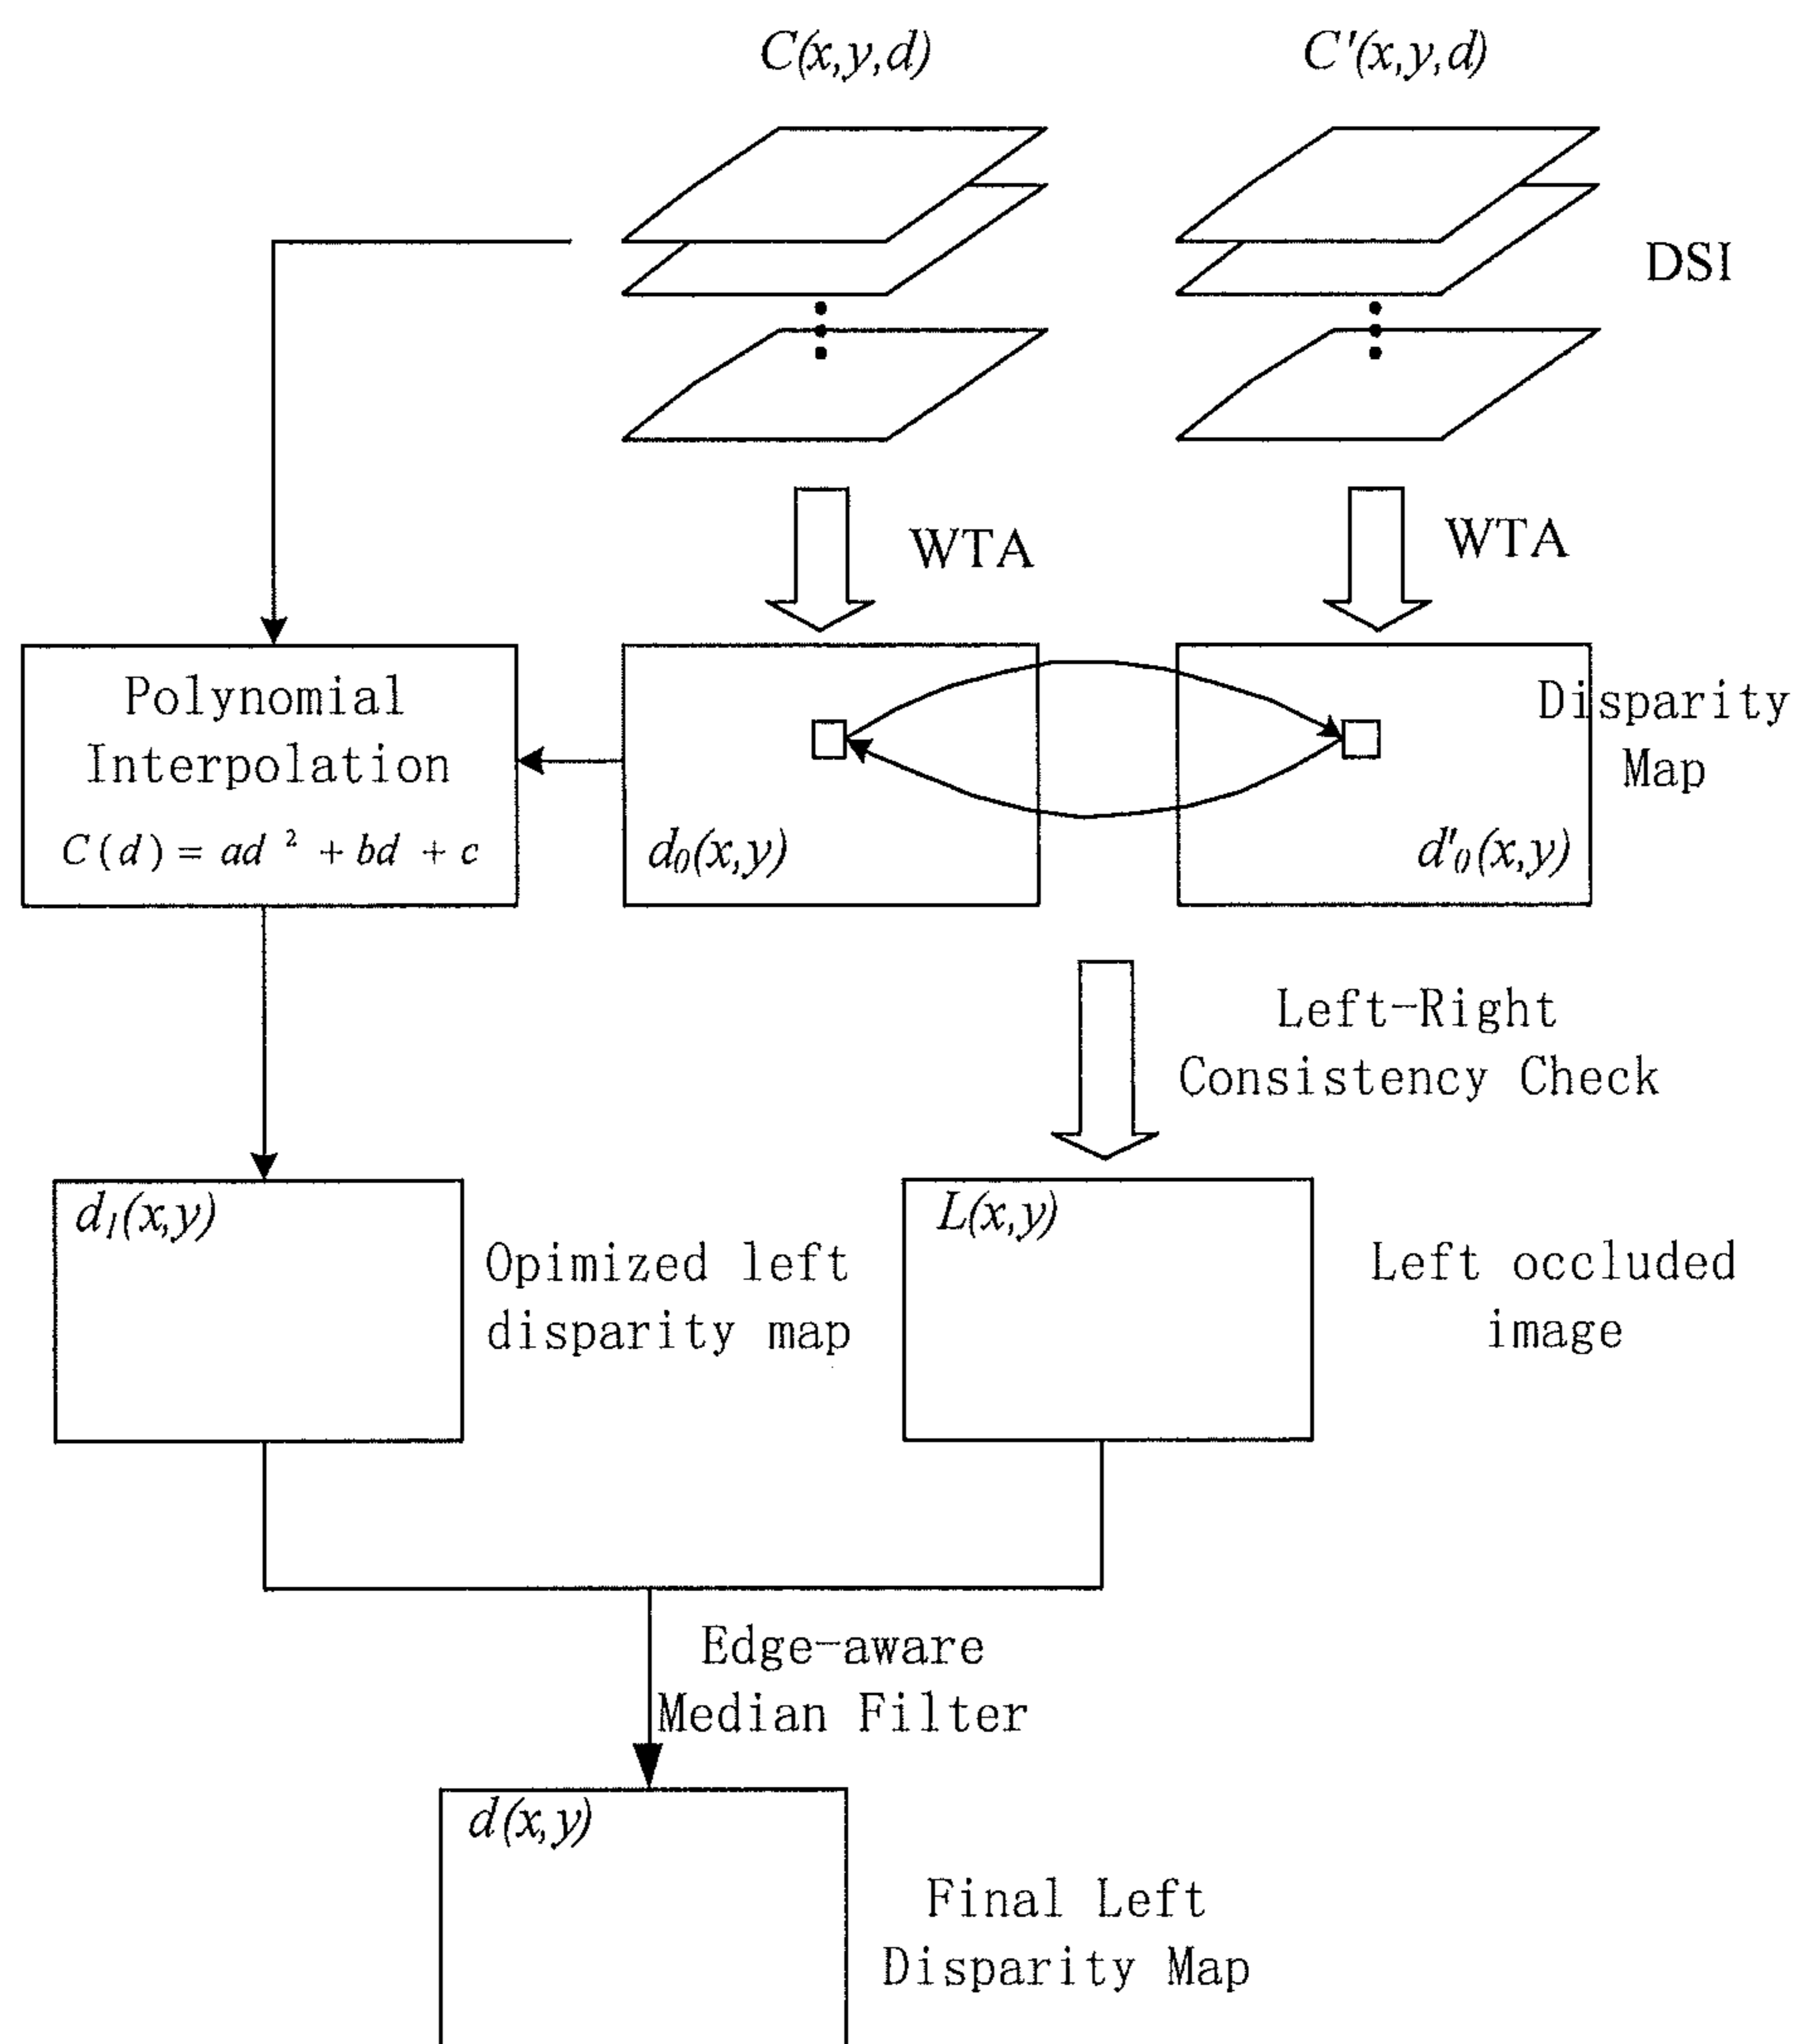 C(x,y,d)
C'(x,y,d)
DSI
WTA
WTA
Polynomial
Interpolation
C(d) = ad² + bd + c
d₀(x,y)
d'₀(x,y)
Disparity
Map
Left-Right
Consistency Check
d₁(x,y)
Opimized left
disparity map
L(x,y)
Left occluded
image
Edge-aware
Median Filter
d(x,y)
Final Left
Disparity Map